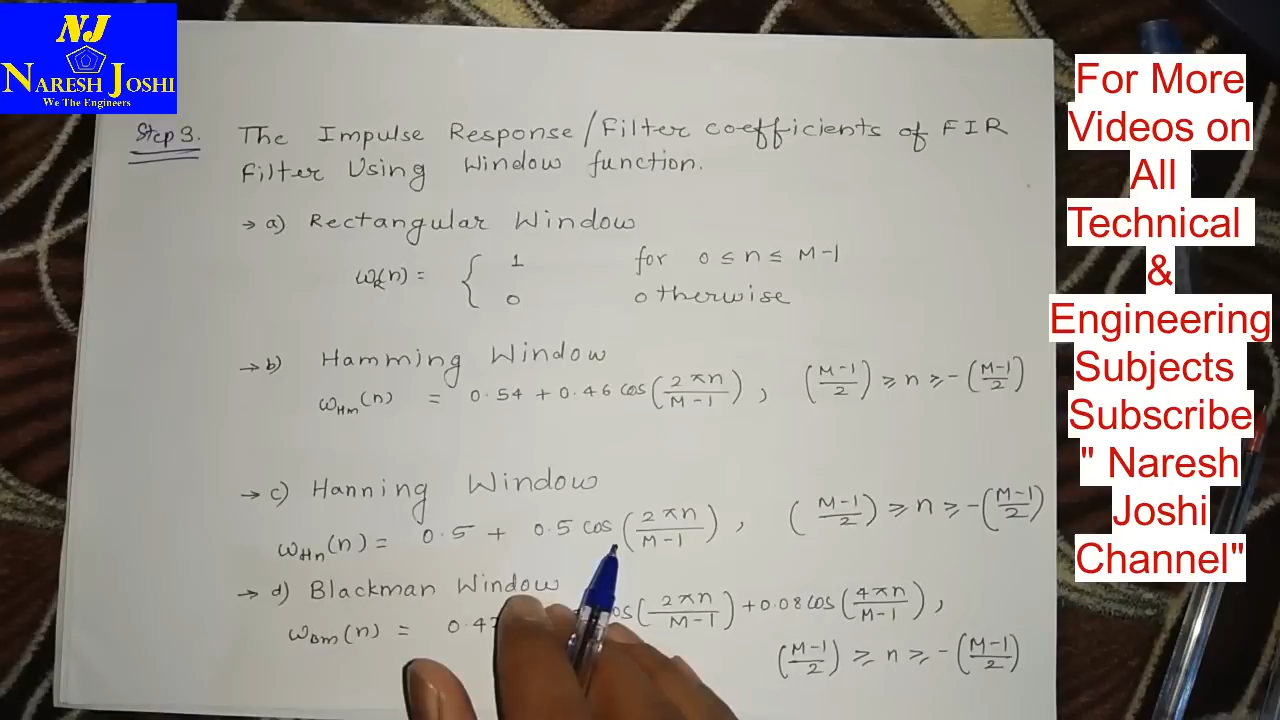 NJ
NARESH JOSHI
We The Engineers
Step 3. The Impulse Response/Filter coefficients of FIR
Filter Using Window function.
→ a) Rectangular Window
ω_R(n) = { 1 for 0 ≤ n ≤ M-1
0 otherwise
→ b) Hamming Window
ω_Hm(n) = 0.54 + 0.46 cos(2πn/M-1), (M-1/2) ≥ n ≥ -(M-1/2)
→ c) Hanning Window
ω_Hn(n) = 0.5 + 0.5 cos(2πn/M-1), (M-1/2) ≥ n ≥ -(M-1/2)
→ d) Blackman Window
(n) = 0.4 cos(2πn/M-1) + 0.08 cos(4πn/M-1),
(M-1/2) ≥ n ≥ -(M-1/2)
For More
Videos on
All
Technical
&
Engineering
Subjects
Subscribe
" Naresh
Joshi
Channel"